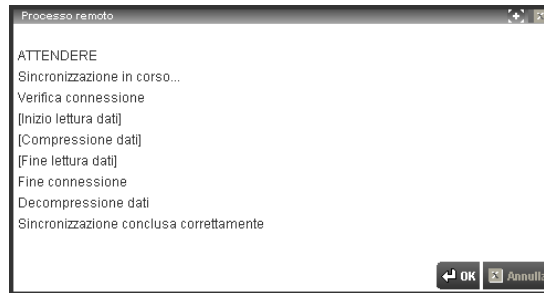 Processo remoto
ATTENDERE
Sincronizzazione in corso...
Verifica connessione
[Inizio lettura dati]
[Compressione dati]
[Fine lettura dati]
Fine connessione
Decompressione dati
Sincronizzazione conclusa correttamente
OK Annulla